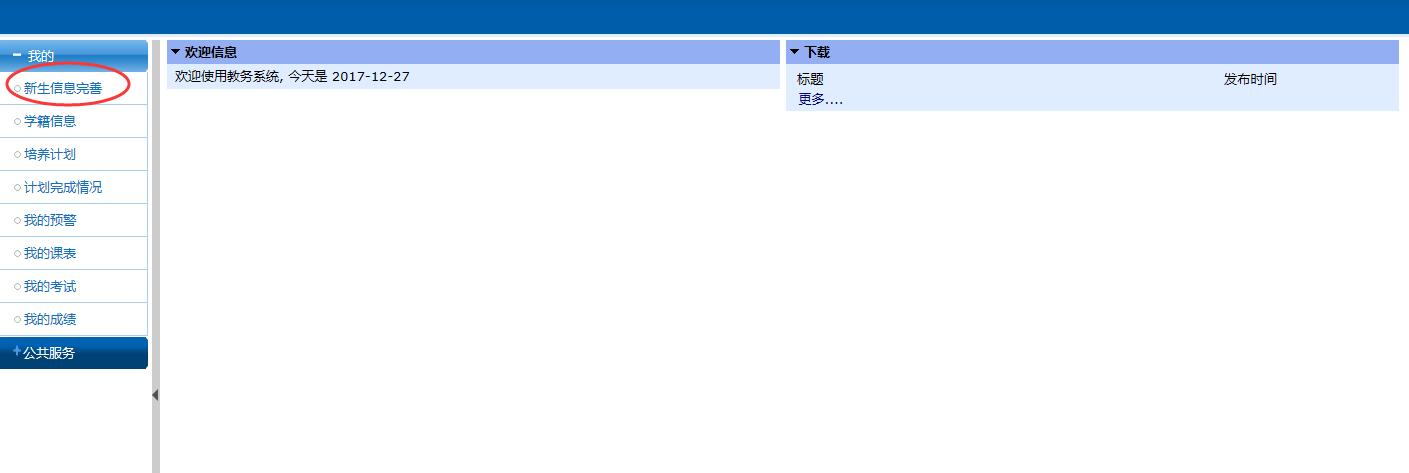 我的
新生信息完善
学籍信息
培养计划
计划完成情况
我的预警
我的课表
我的考试
我的成绩
公共服务
欢迎信息
欢迎使用教务系统, 今天是 2017-12-27
下载
标题 发布时间
更多....